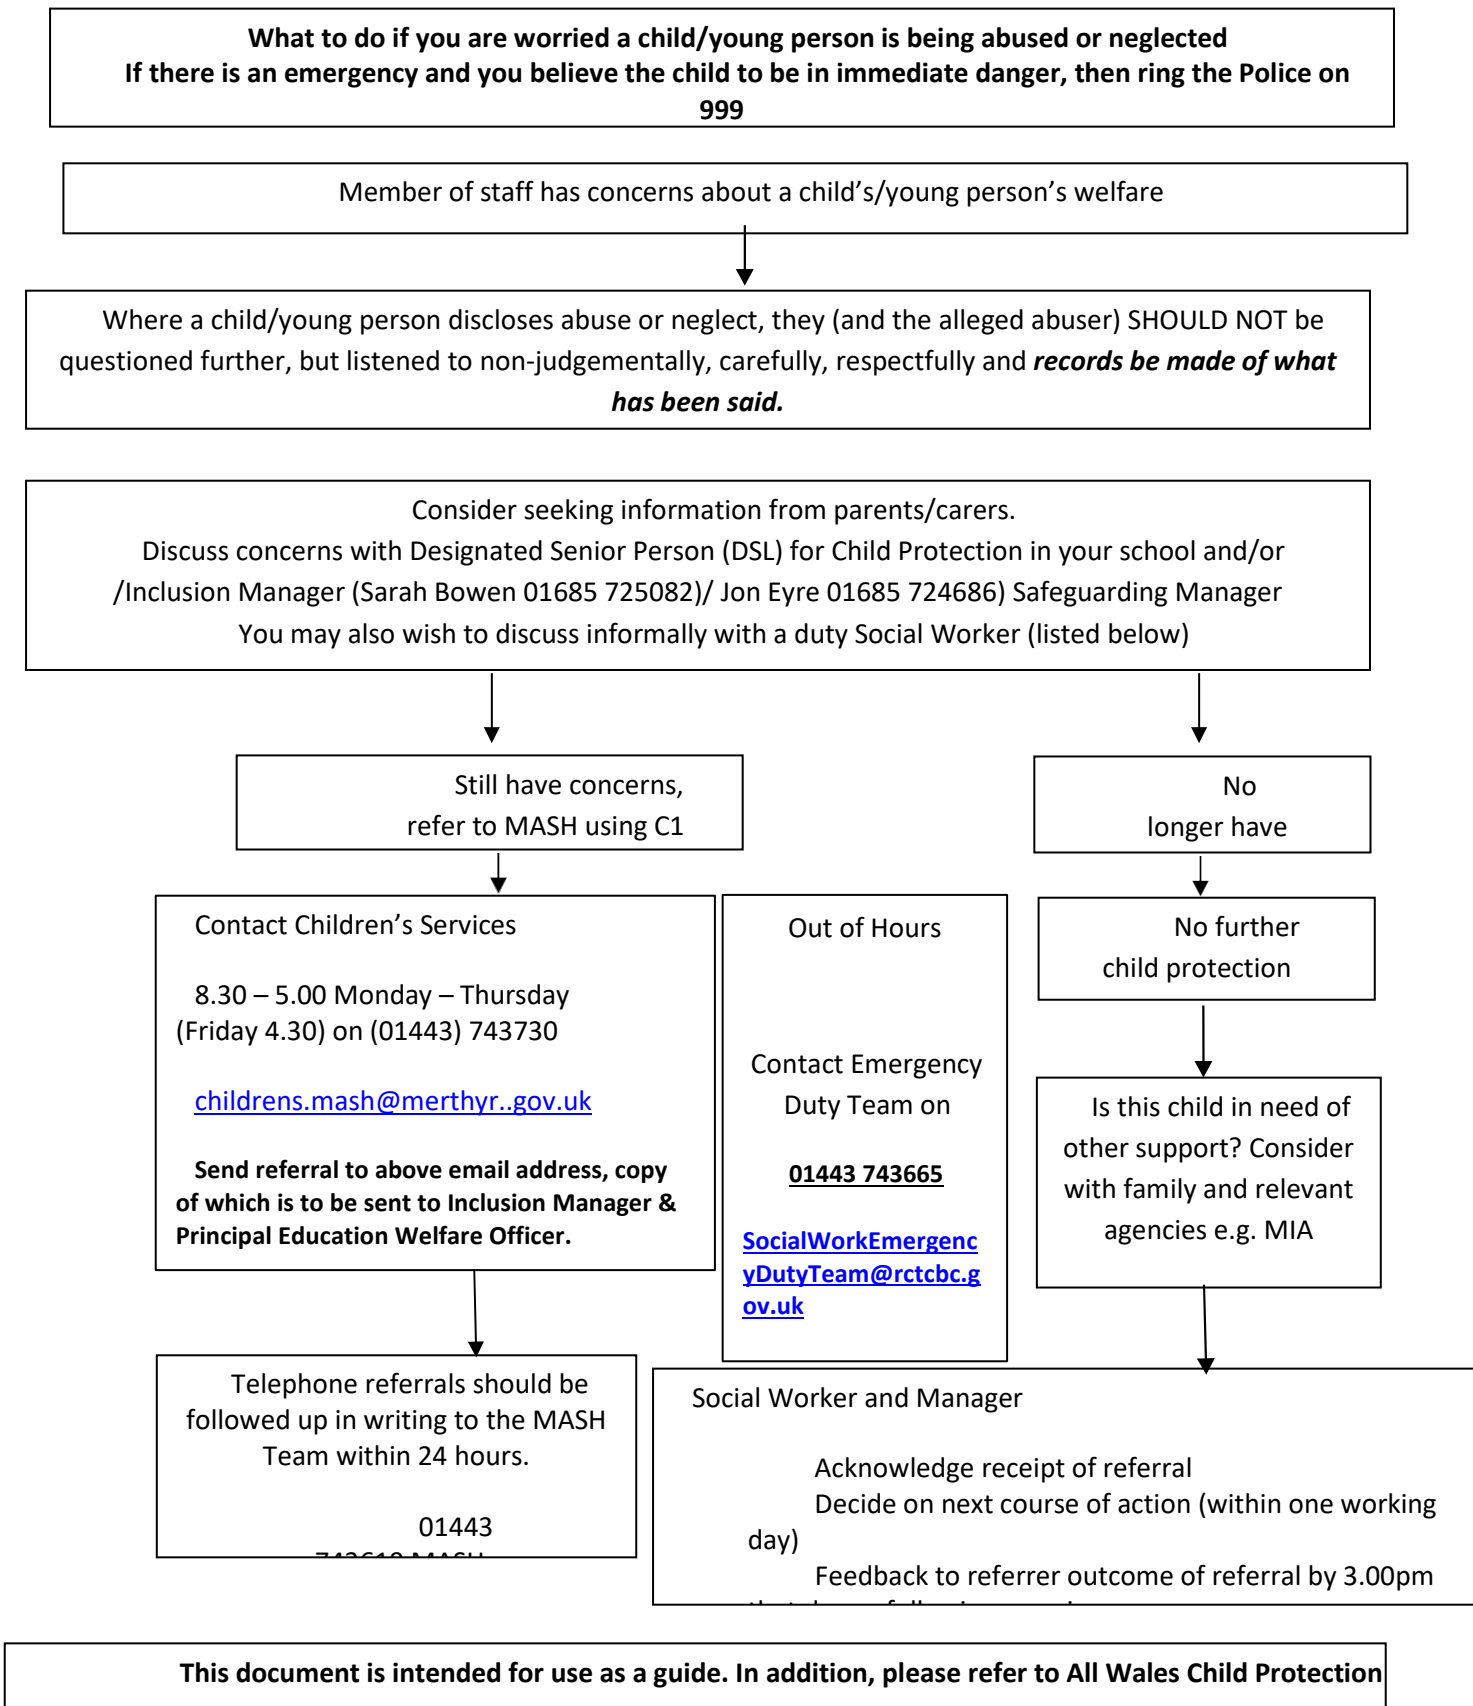 What to do if you are worried a child/young person is being abused or neglected
If there is an emergency and you believe the child to be in immediate danger, then ring the Police on
999
Member of staff has concerns about a child’s/young person’s welfare
Where a child/young person discloses abuse or neglect, they (and the alleged abuser) SHOULD NOT be
questioned further, but listened to non-judgementally, carefully, respectfully and records be made of what
has been said.
Consider seeking information from parents/carers.
Discuss concerns with Designated Senior Person (DSL) for Child Protection in your school and/or
/Inclusion Manager (Sarah Bowen 01685 725082)/ Jon Eyre 01685 724686) Safeguarding Manager
You may also wish to discuss informally with a duty Social Worker (listed below)
Still have concerns,
refer to MASH using C1
No
longer have
Contact Children’s Services
8.30 – 5.00 Monday – Thursday
(Friday 4.30) on (01443) 743730
childrens.mash@merthyr..gov.uk
Send referral to above email address, copy
of which is to be sent to Inclusion Manager &
Principal Education Welfare Officer.
Out of Hours
Contact Emergency
Duty Team on
01443 743665
SocialWorkEmergenc
yDutyTeam@rctcbc.g
ov.uk
No further
child protection
Is this child in need of
other support? Consider
with family and relevant
agencies e.g. MIA
Telephone referrals should be
followed up in writing to the MASH
Team within 24 hours.
01443
MASH
Social Worker and Manager
Acknowledge receipt of referral
Decide on next course of action (within one working
day)
Feedback to referrer outcome of referral by 3.00pm
This document is intended for use as a guide. In addition, please refer to All Wales Child Protection